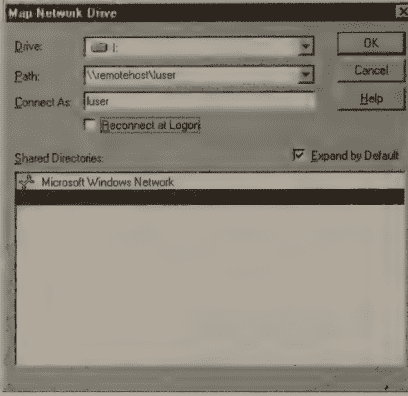 Map Network Drive
Drive: I:
OK
Path: \\remotehost\luser
Cancel
Connect As: luser
Help
Reconnect at Logon
Shared Directories:
Expand by Default
Microsoft Windows Network